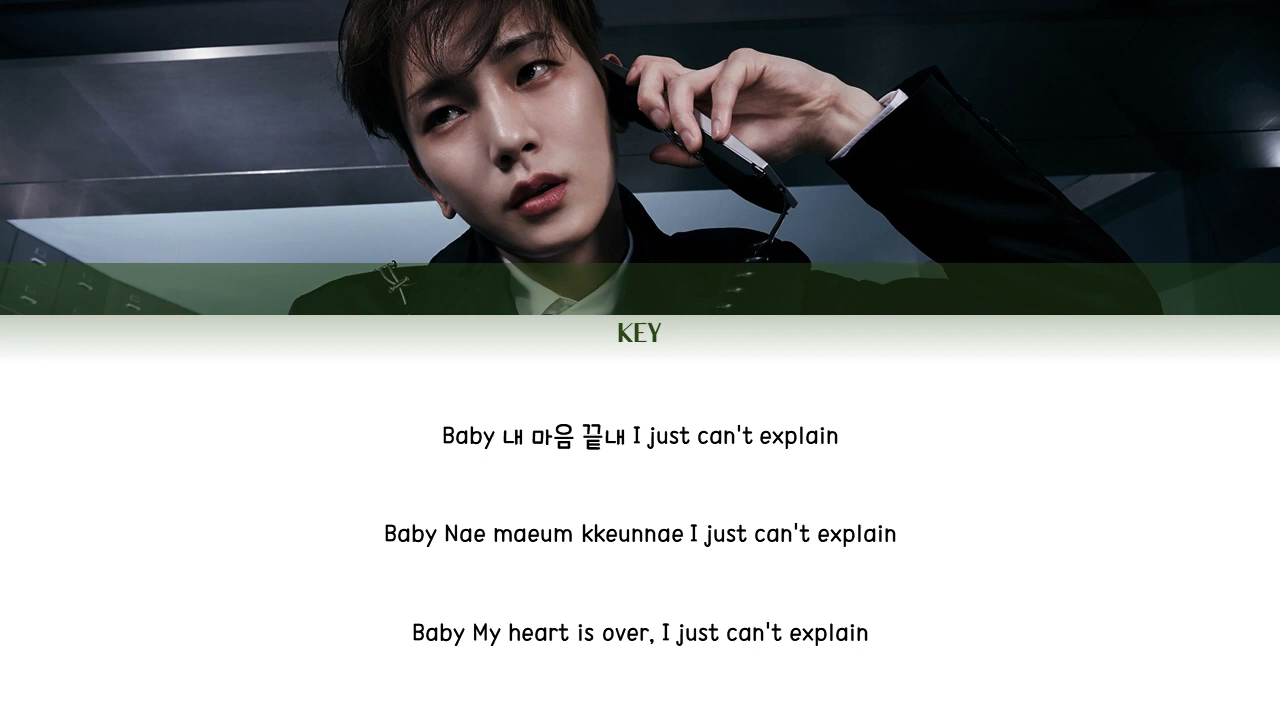 KEY
Baby 내 마음 끝내 I just can't explain
Baby Nae maeum kkeunnae I just can't explain
Baby My heart is over, I just can't explain